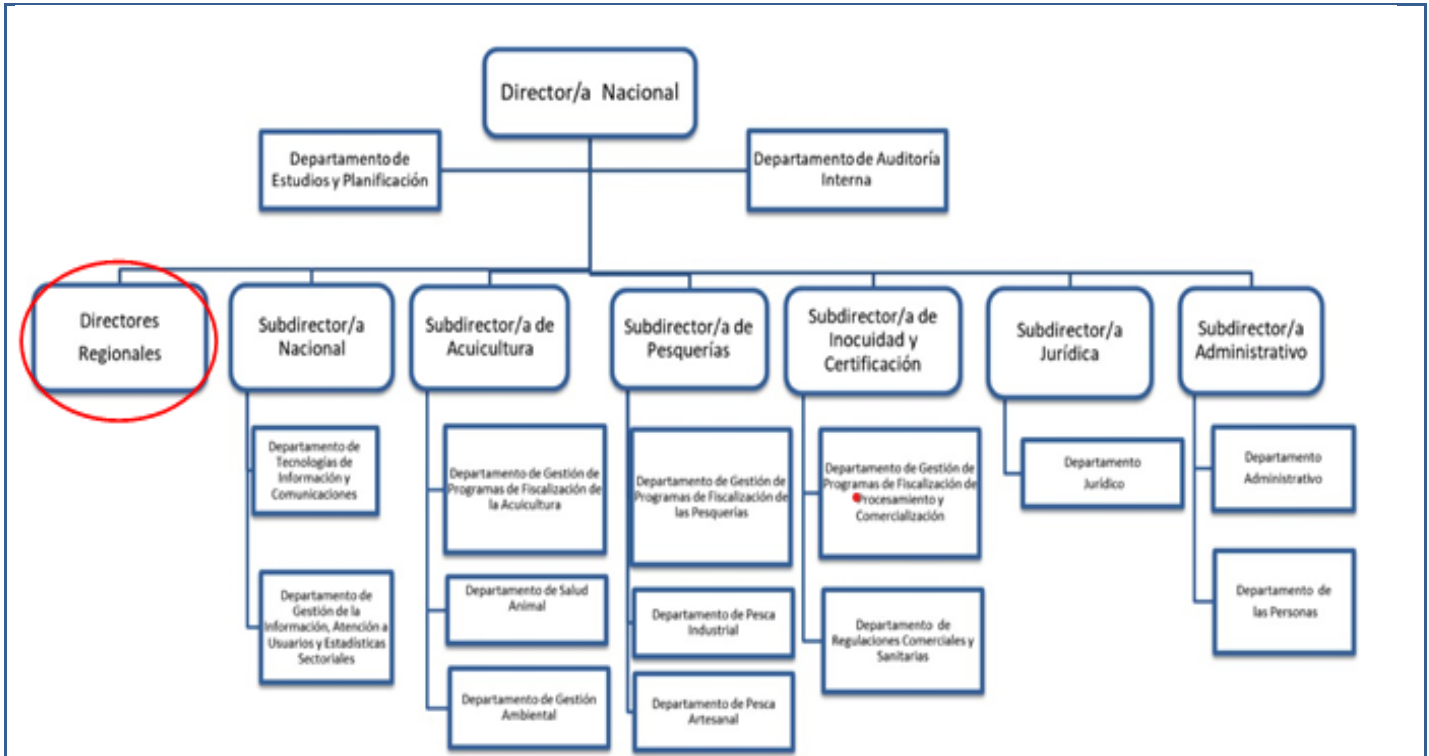 Director/a Nacional
Departamento de
Estudios y Planificación
Departamento de Auditoría
Interna
Directores
Regionales
Subdirector/a
Nacional
Subdirector/a de
Acuicultura
Subdirector/a de
Pesquerías
Subdirector/a de
Inocuidad y
Certificación
Subdirector/a
Jurídica
Subdirector/a
Administrativo
Departamento de
Tecnologías de
Información y
Comunicaciones
Departamento de
Gestión de la
Información, Atención a
Usuarios y Estadísticas
Sectoriales
Departamento de Gestión de
Programas de Fiscalización de
la Acuicultura
Departamento de Salud
Animal
Departamento de Gestión
Ambiental
Departamento de Gestión de
Programas de Fiscalización de
las Pesquerías
Departamento de Pesca
Industrial
Departamento de Pesca
Artesanal
Departamento de Gestión de
Programas de Fiscalización de
Procesamiento y
Comercialización
Departamento de
Regulaciones Comerciales y
Sanitarias
Departamento
Jurídico
Departamento
Administrativo
Departamento de
las Personas